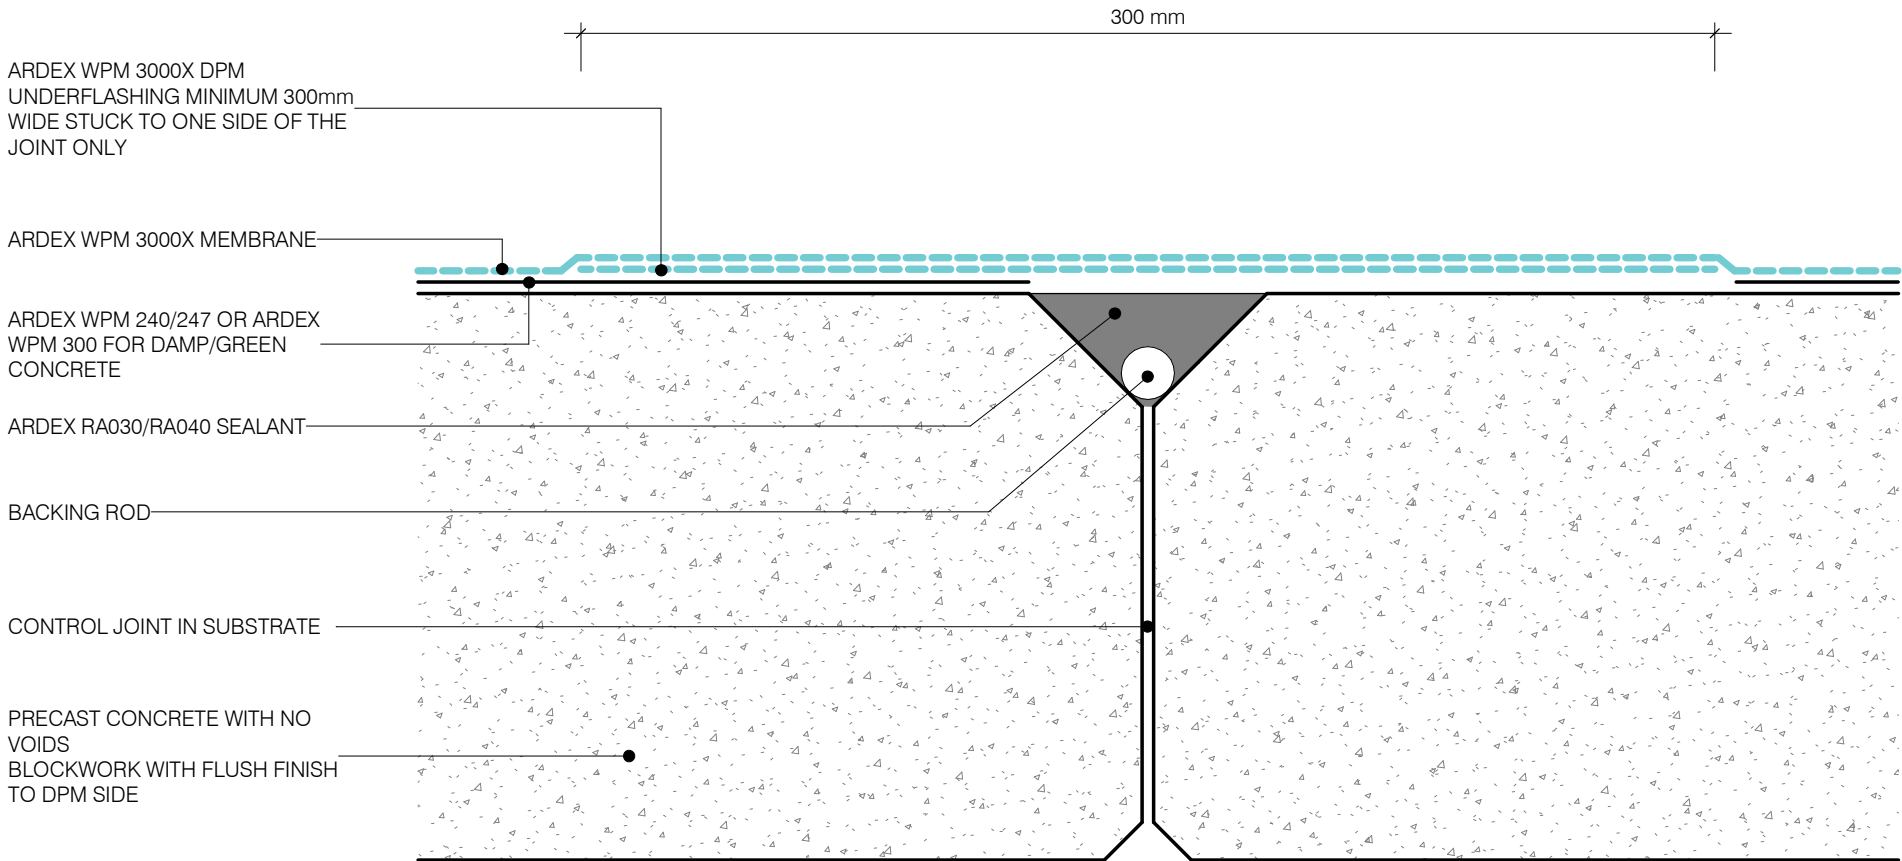 300 mm
ARDEX WPM 3000X DPM
UNDERFLASHING MINIMUM 300mm
WIDE STUCK TO ONE SIDE OF THE
JOINT ONLY
ARDEX WPM 3000X MEMBRANE
ARDEX WPM 240/247 OR ARDEX
WPM 300 FOR DAMP/GREEN
CONCRETE
ARDEX RA030/RA040 SEALANT
BACKING ROD
CONTROL JOINT IN SUBSTRATE
PRECAST CONCRETE WITH NO
VOIDS
BLOCKWORK WITH FLUSH FINISH
TO DPM SIDE